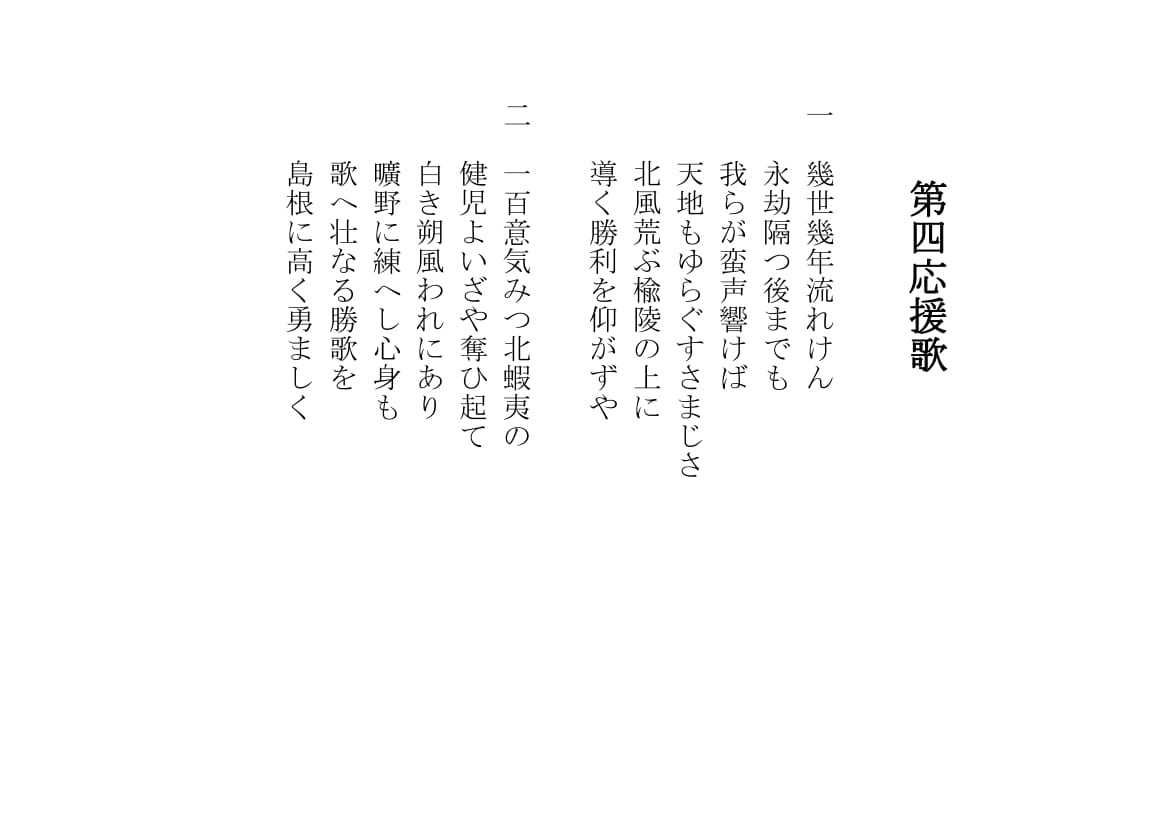 第四応援歌
一　幾世幾年流れけん
永劫隔つ後までも
我らが蛮声響けば
天地もゆらぐすさまじさ
北風荒ぶ楡陵の上に
導く勝利を仰がずや
二　一百意気みつ北蝦夷の
健児よいざや奪ひ起て
白き朔風われにあり
曠野に練へし心身も
歌へ壮なる勝歌を
島根に高く勇ましく